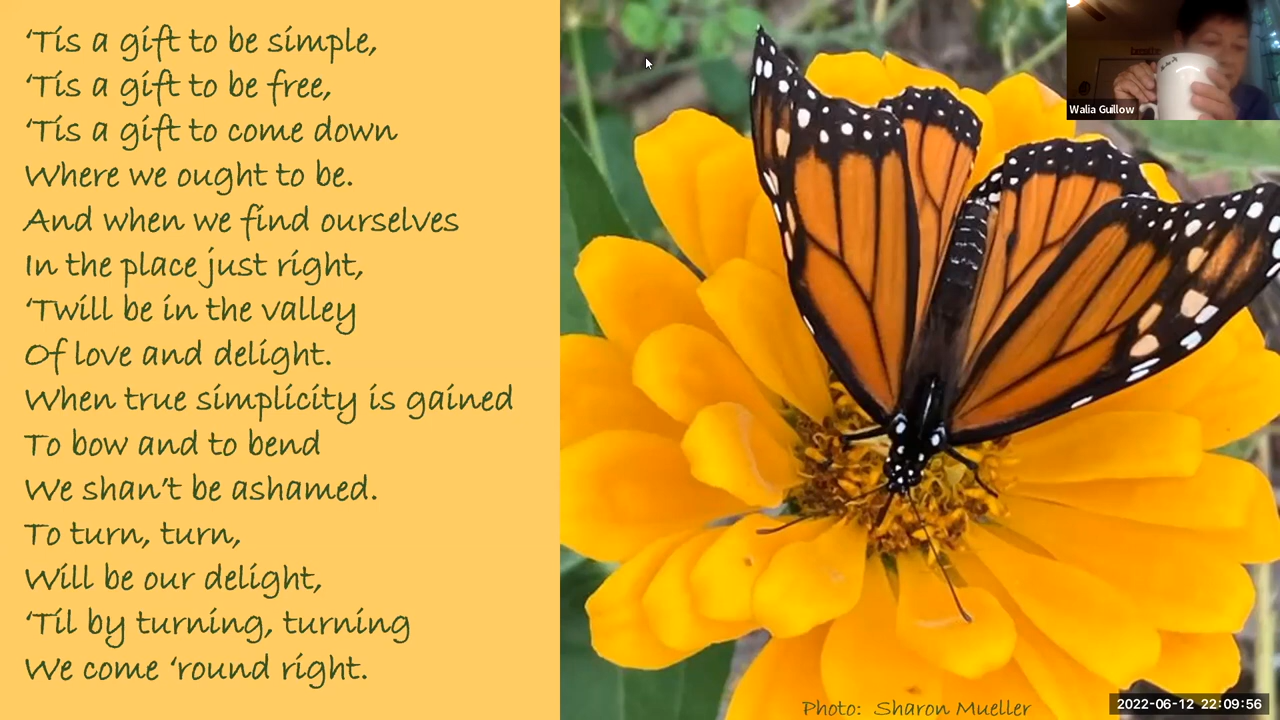 ‘Tis a gift to be simple,
‘Tis a gift to be free,
‘Tis a gift to come down
Where we ought to be.
And when we find ourselves
In the place just right,
‘Twill be in the valley
Of love and delight.
When true simplicity is gained
To bow and to bend
We shan’t be ashamed.
To turn, turn,
Will be our delight,
‘Til by turning, turning
We come ‘round right.
Walia Guillow
Photo: Sharon Mueller
2022-06-12 22:09:56